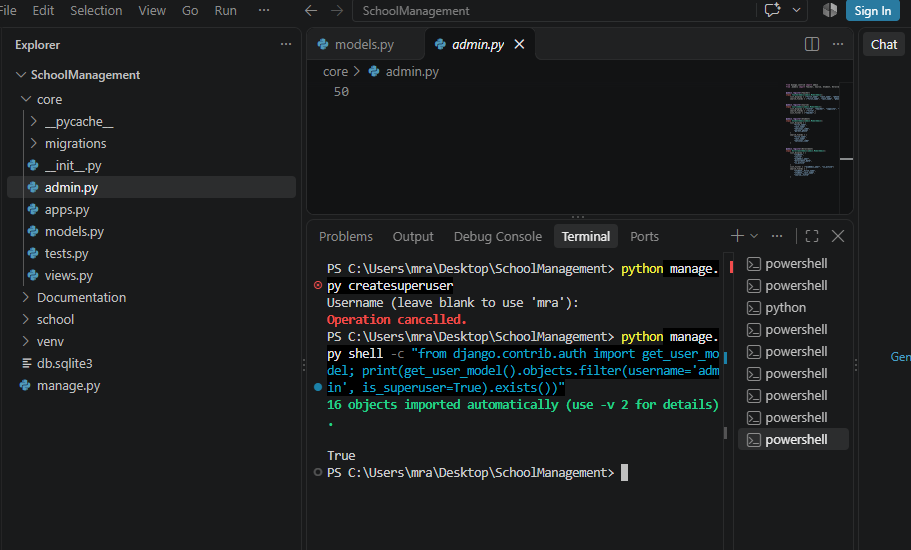 File Edit Selection View Go Run ··· SchoolManagement Sign In
Explorer ···
SchoolManagement
core
__pycache__
migrations
__init__.py
admin.py
apps.py
models.py
tests.py
views.py
Documentation
school
venv
db.sqlite3
manage.py
models.py admin.py ···
core > admin.py
50
Problems Output Debug Console Terminal Ports ···
PS C:\Users\mra\Desktop\SchoolManagement> python manage.
py createsuperuser
Username (leave blank to use 'mra'):
Operation cancelled.
PS C:\Users\mra\Desktop\SchoolManagement> python manage.
py shell -c "from django.contrib.auth import get_user_mo
del; print(get_user_model().objects.filter(username='adm
in', is_superuser=True).exists())"
16 objects imported automatically (use -v 2 for details)
.
True
PS C:\Users\mra\Desktop\SchoolManagement>
powershell
powershell
python
powershell
powershell
powershell
powershell
powershell
powershell
Chat
Gen